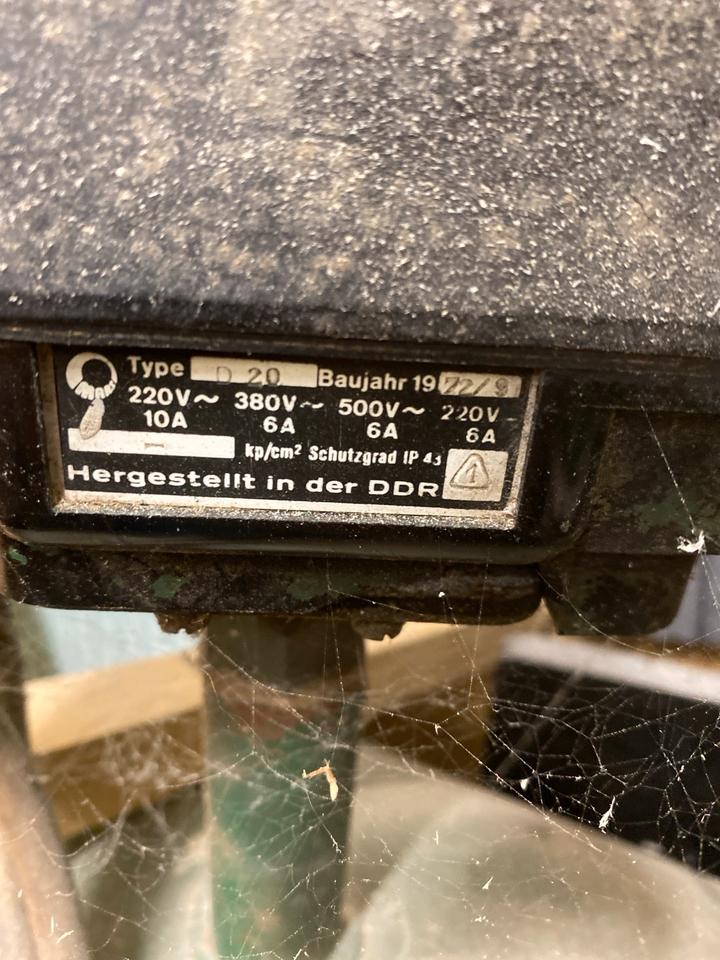 Type D 20 Baujahr 19 72/9
220V~ 380V~ 500V~ 220V-
10A 6A 6A 6A
- kp/cm² Schutzgrad IP 43
Hergestellt in der DDR